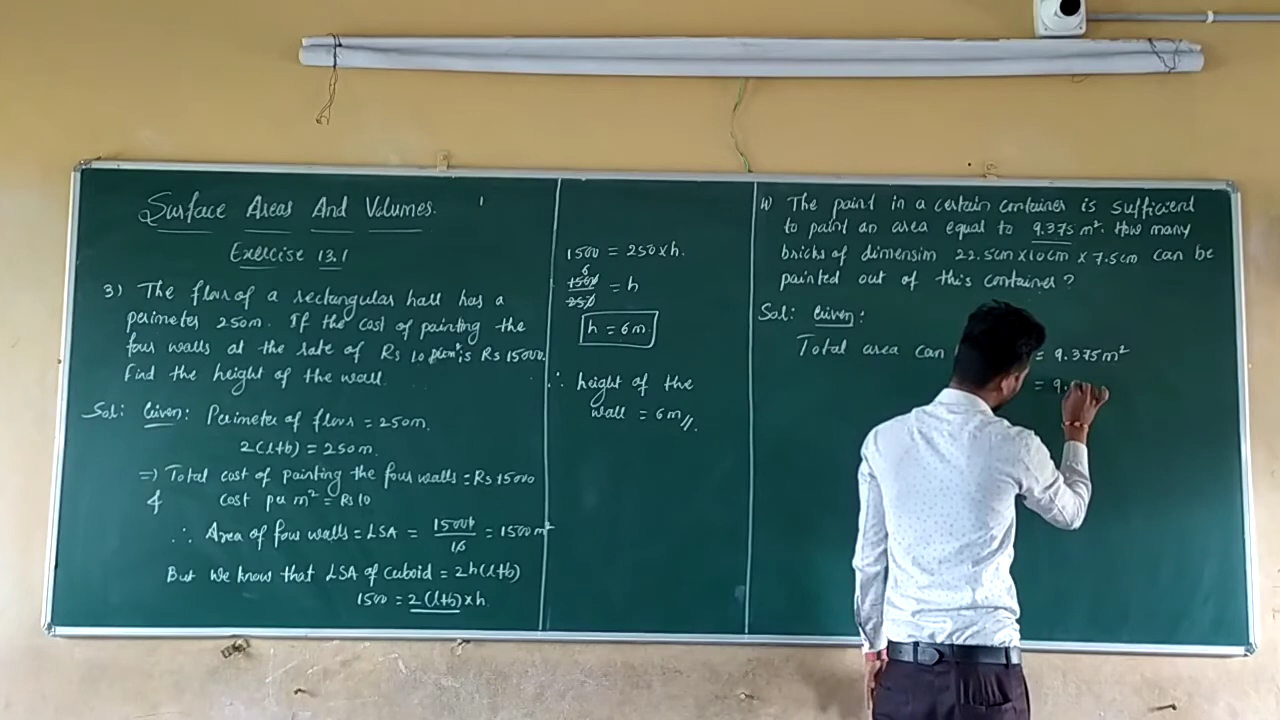 Surface Areas And Volumes.
Exercise 13.1
3) The floor of a rectangular hall has a
perimeter 250m. If the cost of painting the
four walls at the rate of Rs 10 per m² is Rs 15000.
Find the height of the wall.
Sol: Given: Perimeter of floor = 250m.
2(l+b) = 250m.
=) Total cost of painting the four walls = Rs 15000
& cost per m² = Rs 10
∴ Area of four walls = LSA = 15000/10 = 1500 m²
But we know that LSA of Cuboid = 2h(l+b)
1500 = 2(l+b)×h.
1500 = 250×h.
6
1500/250 = h
h = 6m.
∴ height of the
wall = 6m//.
4) The paint in a certain container is sufficient
to paint an area equal to 9.375 m². How many
bricks of dimension 22.5cm×10cm × 7.5cm can be
painted out of this container?
Sol: Given:
Total area can = 9.375m²
= 9.